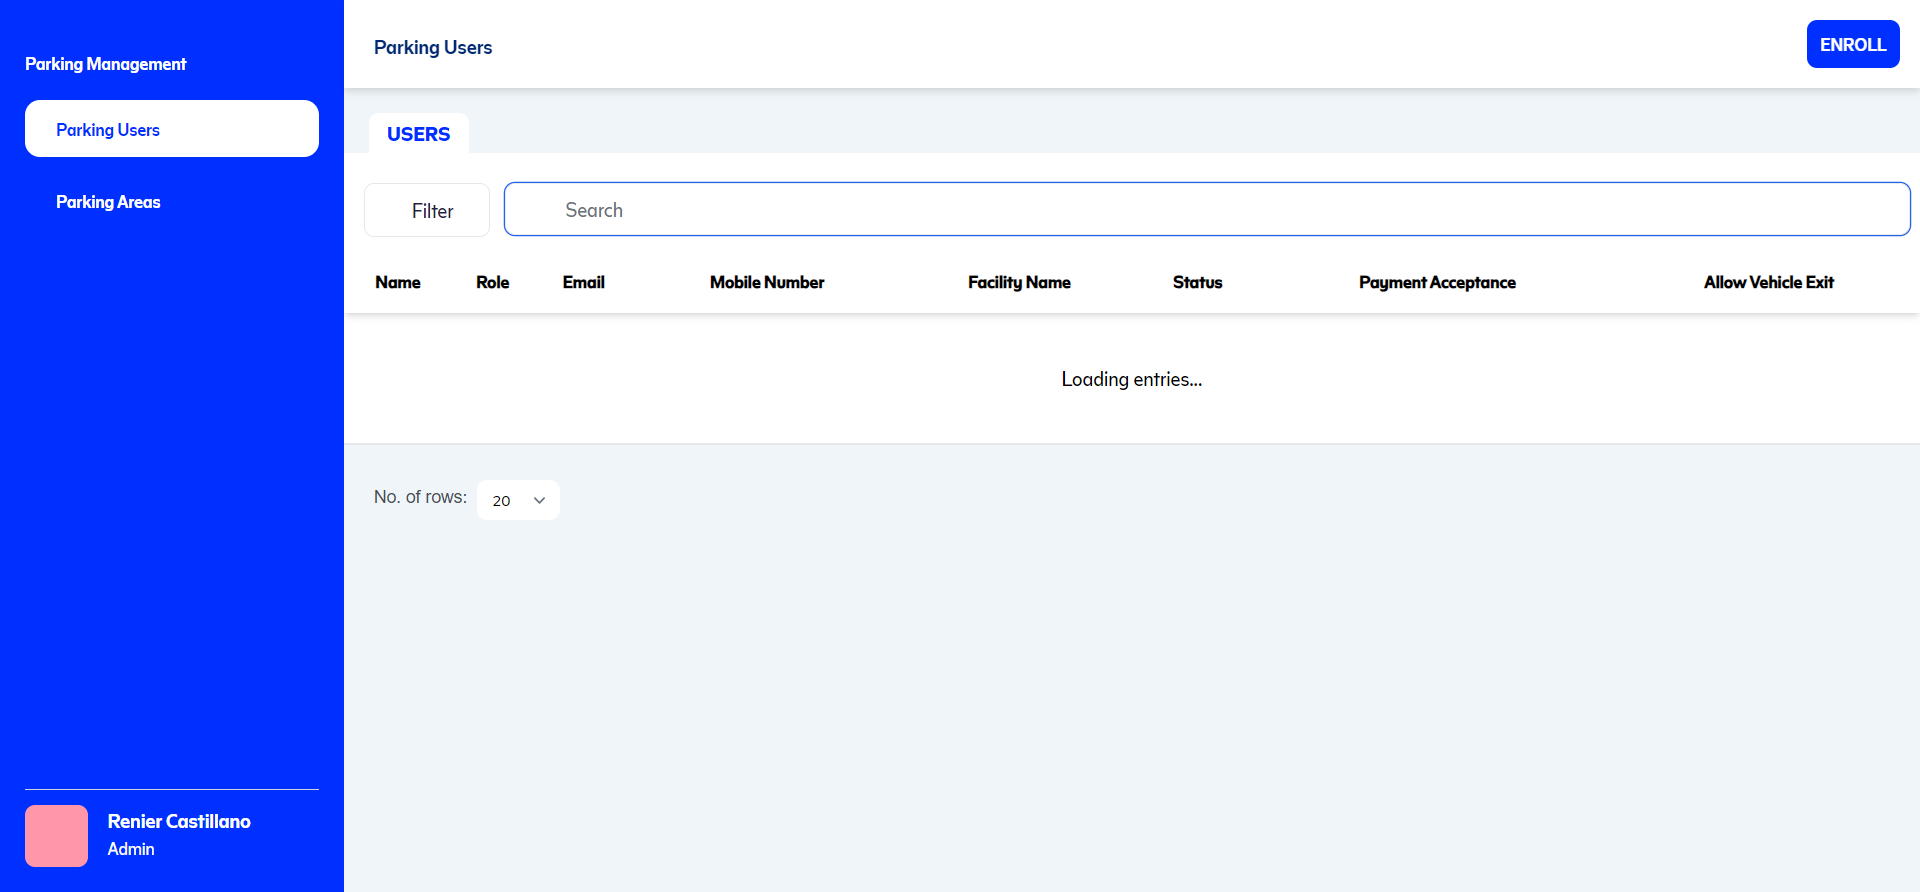 Parking Management
Parking Users
Parking Areas
Renier Castillano
Admin
Parking Users
ENROLL
USERS
Filter
Search
Name Role Email Mobile Number Facility Name Status Payment Acceptance Allow Vehicle Exit
Loading entries...
No. of rows: 20